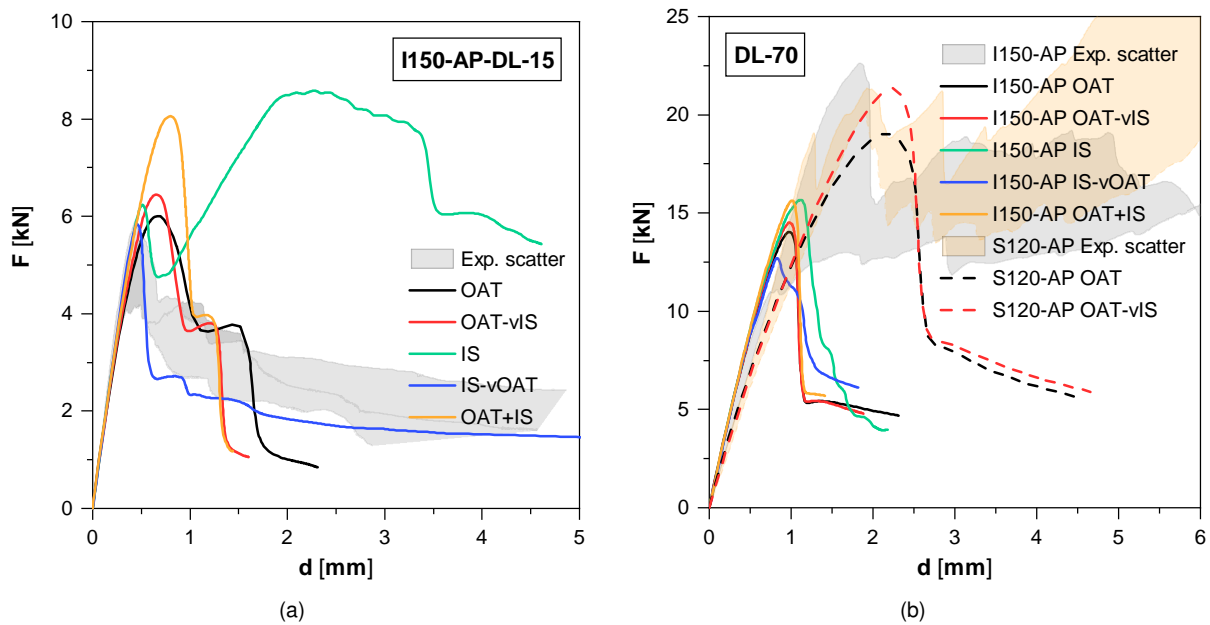 10
8
6
4
2
0
F [kN]
I150-AP-DL-15
Exp. scatter
OAT
OAT-vIS
IS
IS-vOAT
OAT+IS
0 1 2 3 4 5
d [mm]
(a)
25
20
15
10
5
0
F [kN]
DL-70
I150-AP Exp. scatter
I150-AP OAT
I150-AP OAT-vIS
I150-AP IS
I150-AP IS-vOAT
I150-AP OAT+IS
S120-AP Exp. scatter
S120-AP OAT
S120-AP OAT-vIS
0 1 2 3 4 5 6
d [mm]
(b)